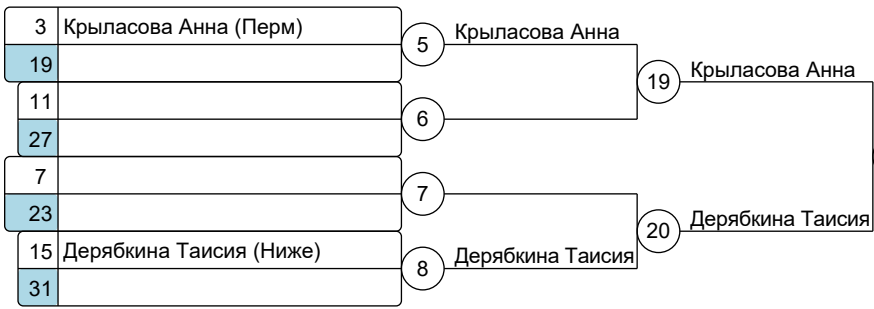 3 Крыласова Анна (Перм)
5 Крыласова Анна
19
19 Крыласова Анна
11
6
27
7
7
23
20 Дерябкина Таисия
15 Дерябкина Таисия (Ниже)
8 Дерябкина Таисия
31